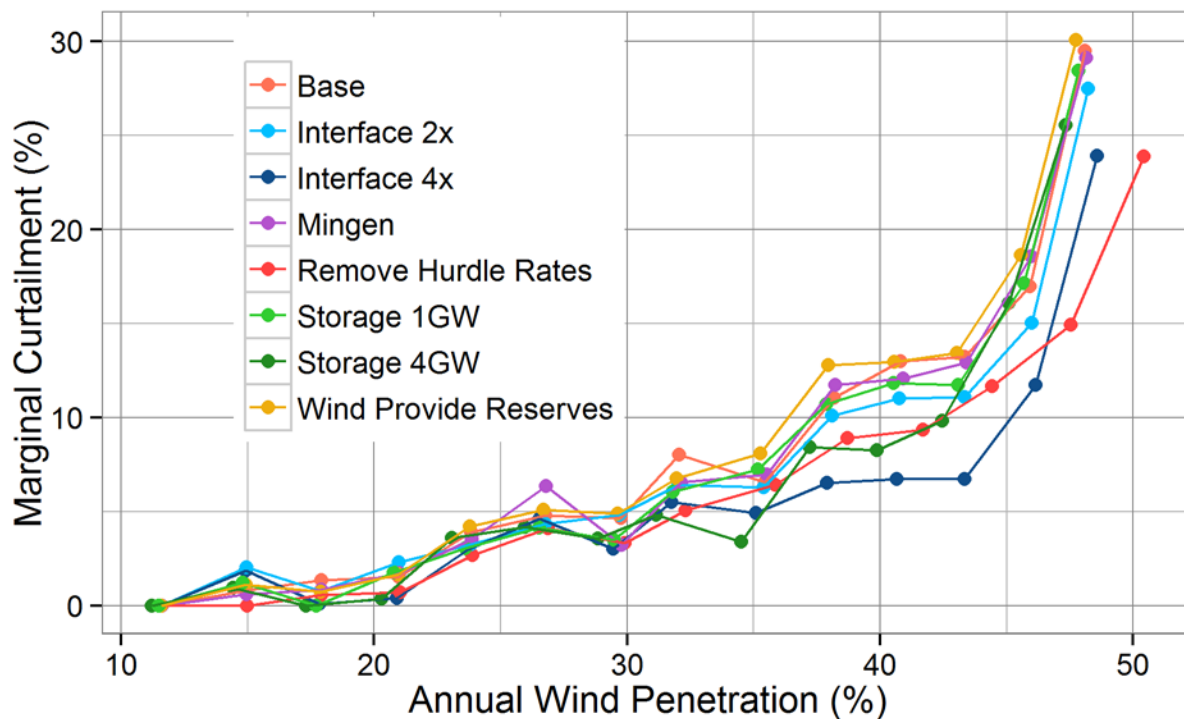 30
20
10
0
Marginal Curtailment (%)
Base
Interface 2x
Interface 4x
Mingen
Remove Hurdle Rates
Storage 1GW
Storage 4GW
Wind Provide Reserves
10 20 30 40 50
Annual Wind Penetration (%)